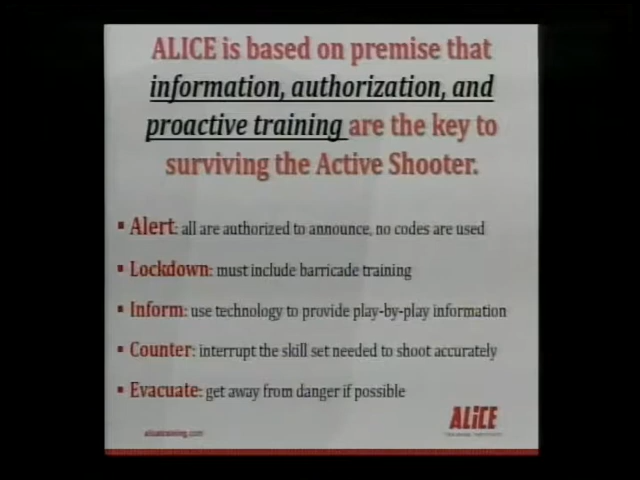 ALICE is based on premise that
information, authorization, and
proactive training are the key to
surviving the Active Shooter.
▪ Alert: all are authorized to announce, no codes are used
▪ Lockdown: must include barricade training
▪ Inform: use technology to provide play-by-play information
▪ Counter: interrupt the skill set needed to shoot accurately
▪ Evacuate: get away from danger if possible
alicetraining.com
ALiCE